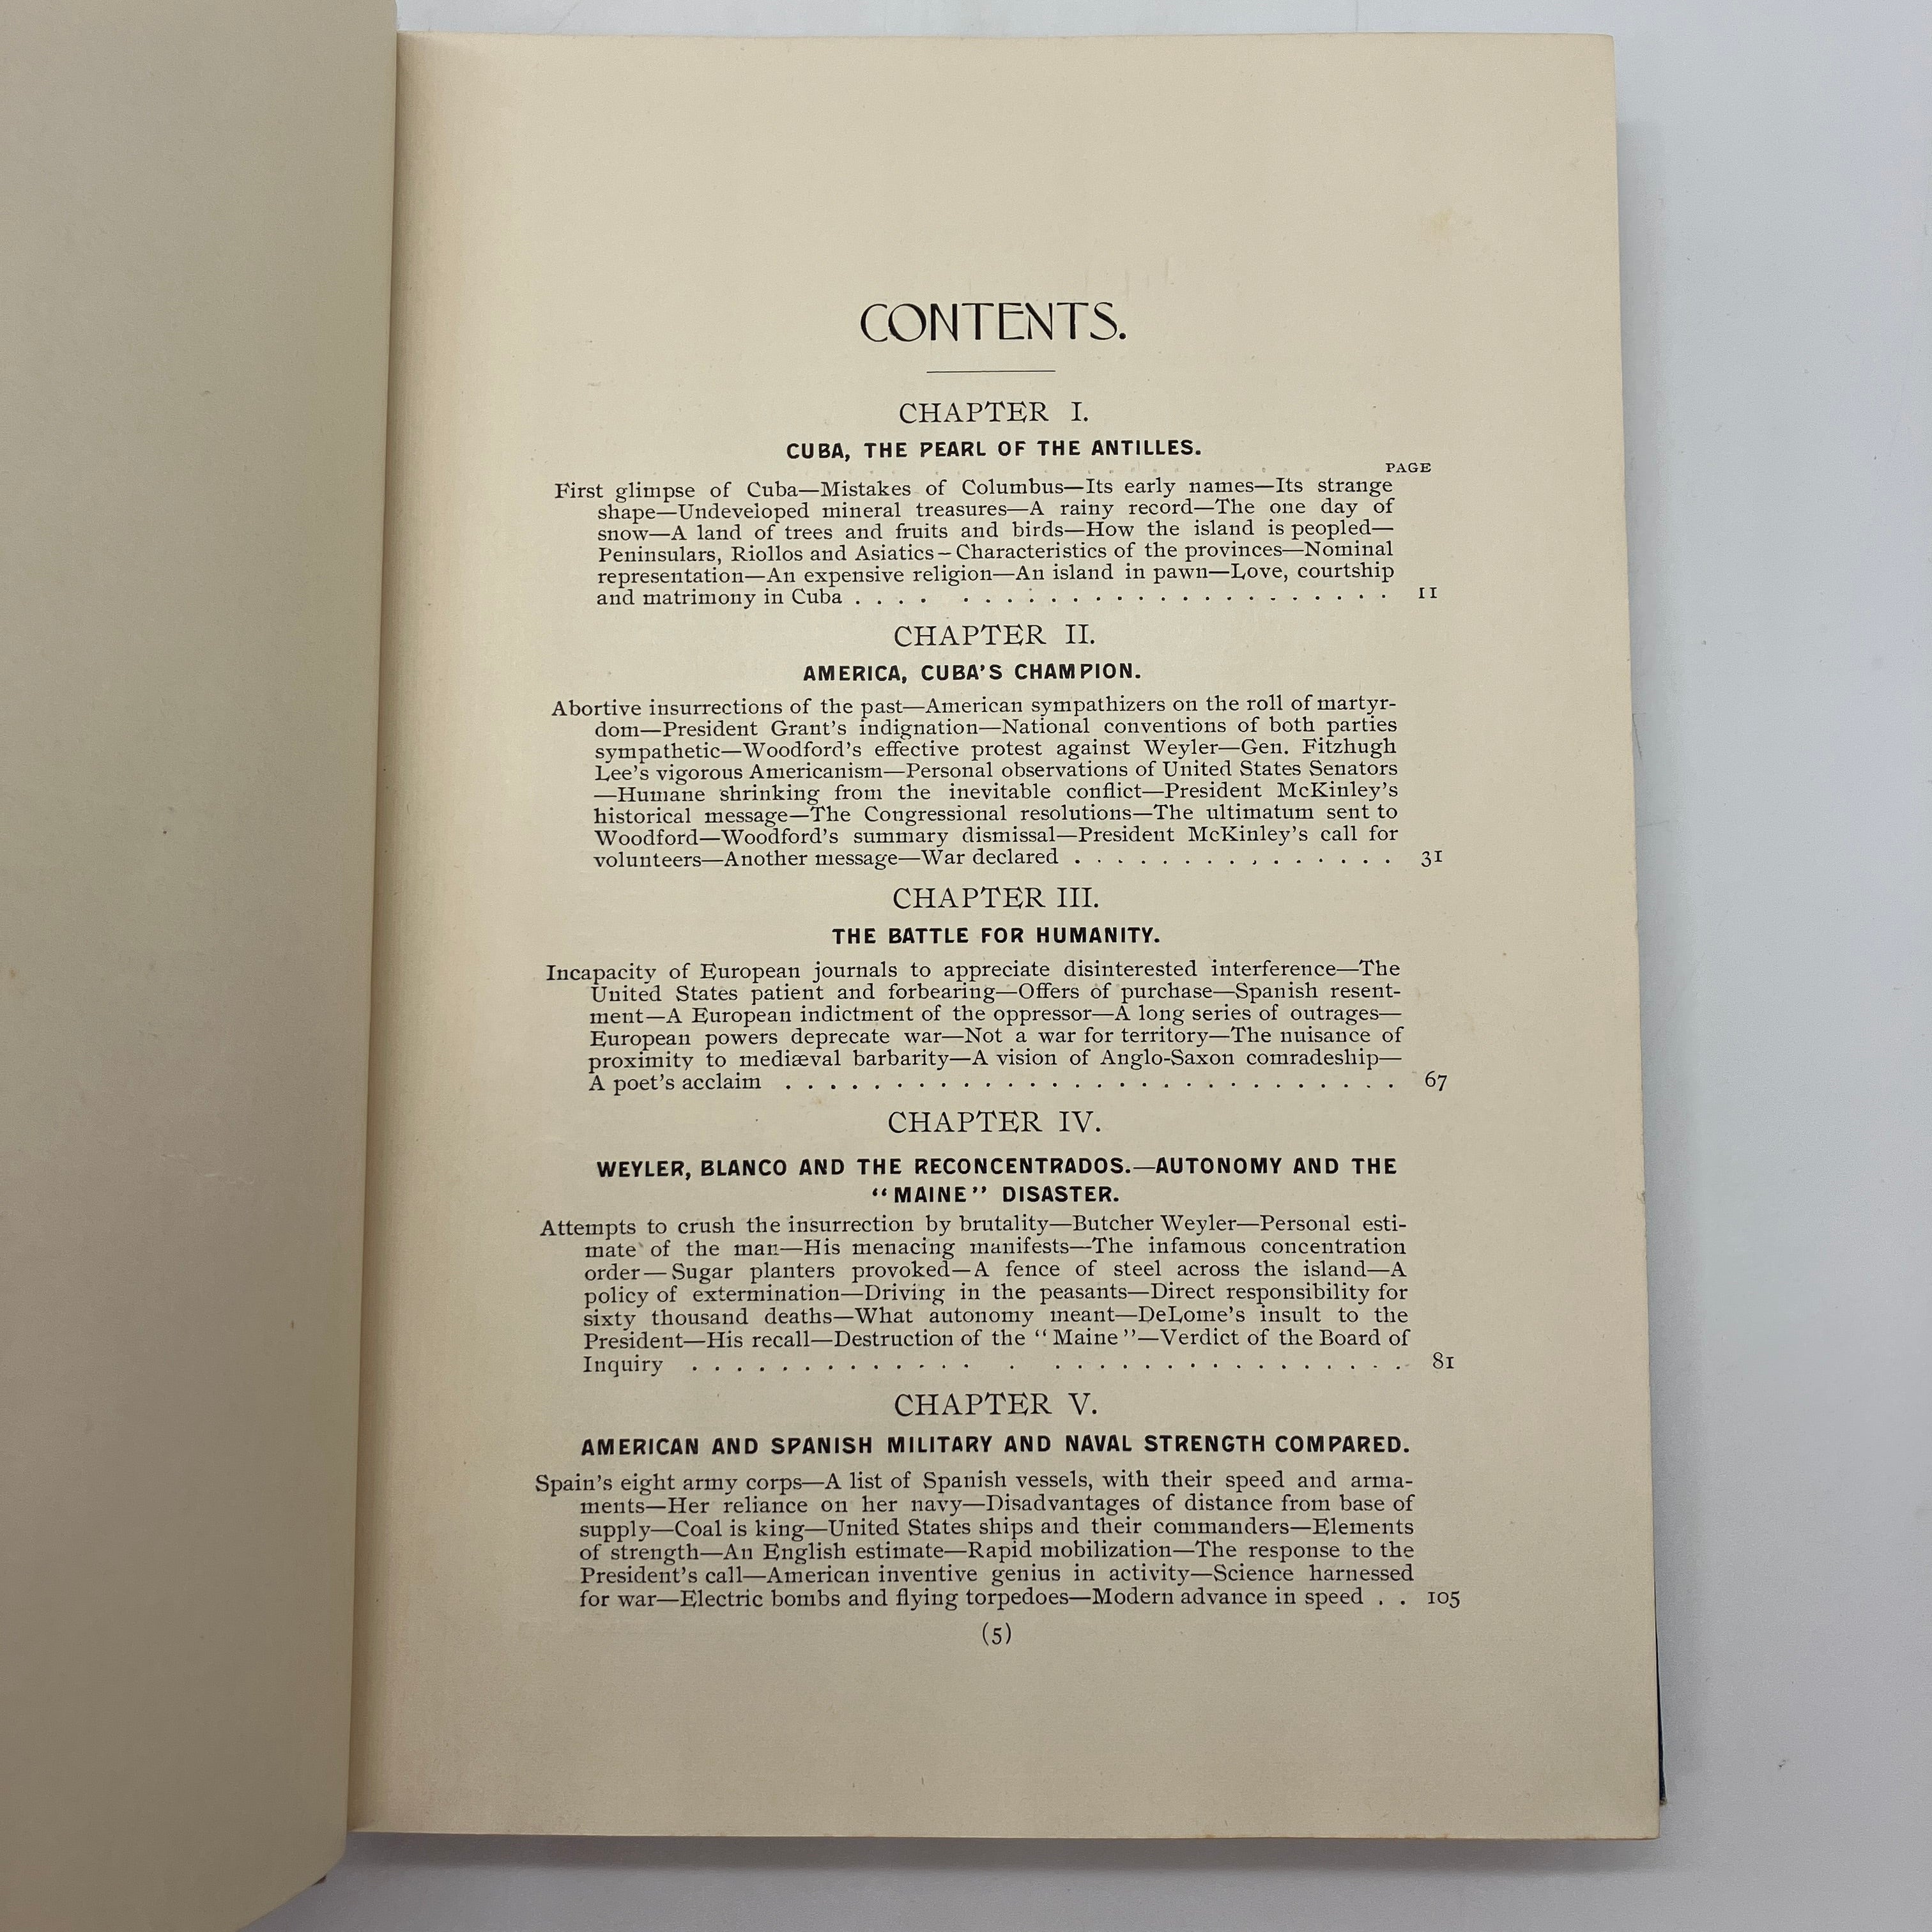 CONTENTS.
CHAPTER I.
CUBA, THE PEARL OF THE ANTILLES.
PAGE
First glimpse of Cuba—Mistakes of Columbus—Its early names—Its strange
shape—Undeveloped mineral treasures—A rainy record—The one day of
snow—A land of trees and fruits and birds—How the island is peopled—
Peninsulars, Riollos and Asiatics—Characteristics of the provinces—Nominal
representation—An expensive religion—An island in pawn—Love, courtship
and matrimony in Cuba . . . . . . . . . . . . . . . . . . . . . . . . 11
CHAPTER II.
AMERICA, CUBA'S CHAMPION.
Abortive insurrections of the past—American sympathizers on the roll of martyr-
dom—President Grant's indignation—National conventions of both parties
sympathetic—Woodford's effective protest against Weyler—Gen. Fitzhugh
Lee's vigorous Americanism—Personal observations of United States Senators
—Humane shrinking from the inevitable conflict—President McKinley's
historical message—The Congressional resolutions—The ultimatum sent to
Woodford—Woodford's summary dismissal—President McKinley's call for
volunteers—Another message—War declared . . . . . . . . . . . . . . . 31
CHAPTER III.
THE BATTLE FOR HUMANITY.
Incapacity of European journals to appreciate disinterested interference—The
United States patient and forbearing—Offers of purchase—Spanish resent-
ment—A European indictment of the oppressor—A long series of outrages—
European powers deprecate war—Not a war for territory—The nuisance of
proximity to mediæval barbarity—A vision of Anglo-Saxon comradeship—
A poet's acclaim . . . . . . . . . . . . . . . . . . . . . . . . . . . . 67
CHAPTER IV.
WEYLER, BLANCO AND THE RECONCENTRADOS.—AUTONOMY AND THE
"MAINE" DISASTER.
Attempts to crush the insurrection by brutality—Butcher Weyler—Personal esti-
mate of the man—His menacing manifests—The infamous concentration
order—Sugar planters provoked—A fence of steel across the island—A
policy of extermination—Driving in the peasants—Direct responsibility for
sixty thousand deaths—What autonomy meant—DeLome's insult to the
President—His recall—Destruction of the "Maine"—Verdict of the Board of
Inquiry . . . . . . . . . . . . . . . . . . . . . . . . . . . . . . 81
CHAPTER V.
AMERICAN AND SPANISH MILITARY AND NAVAL STRENGTH COMPARED.
Spain's eight army corps—A list of Spanish vessels, with their speed and arma-
ments—Her reliance on her navy—Disadvantages of distance from base of
supply—Coal is king—United States ships and their commanders—Elements
of strength—An English estimate—Rapid mobilization—The response to the
President's call—American inventive genius in activity—Science harnessed
for war—Electric bombs and flying torpedoes—Modern advance in speed . . 105
(5)